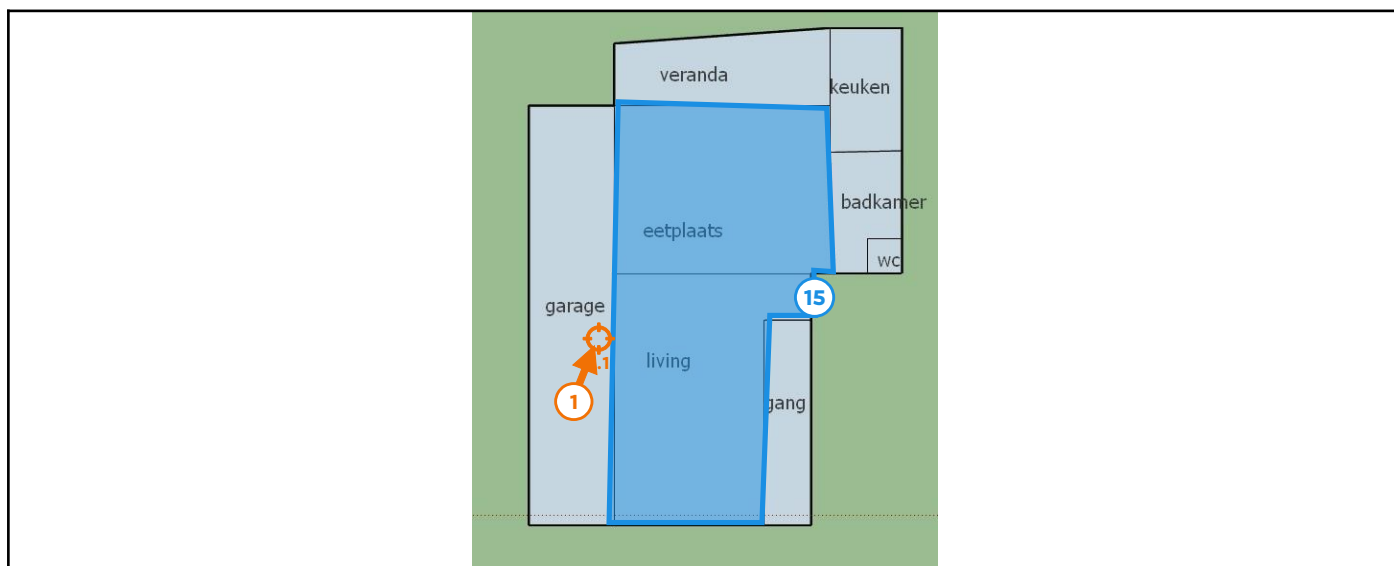 veranda
keuken
badkamer
eetplaats
wc
15
garage
.1
living
1
gang